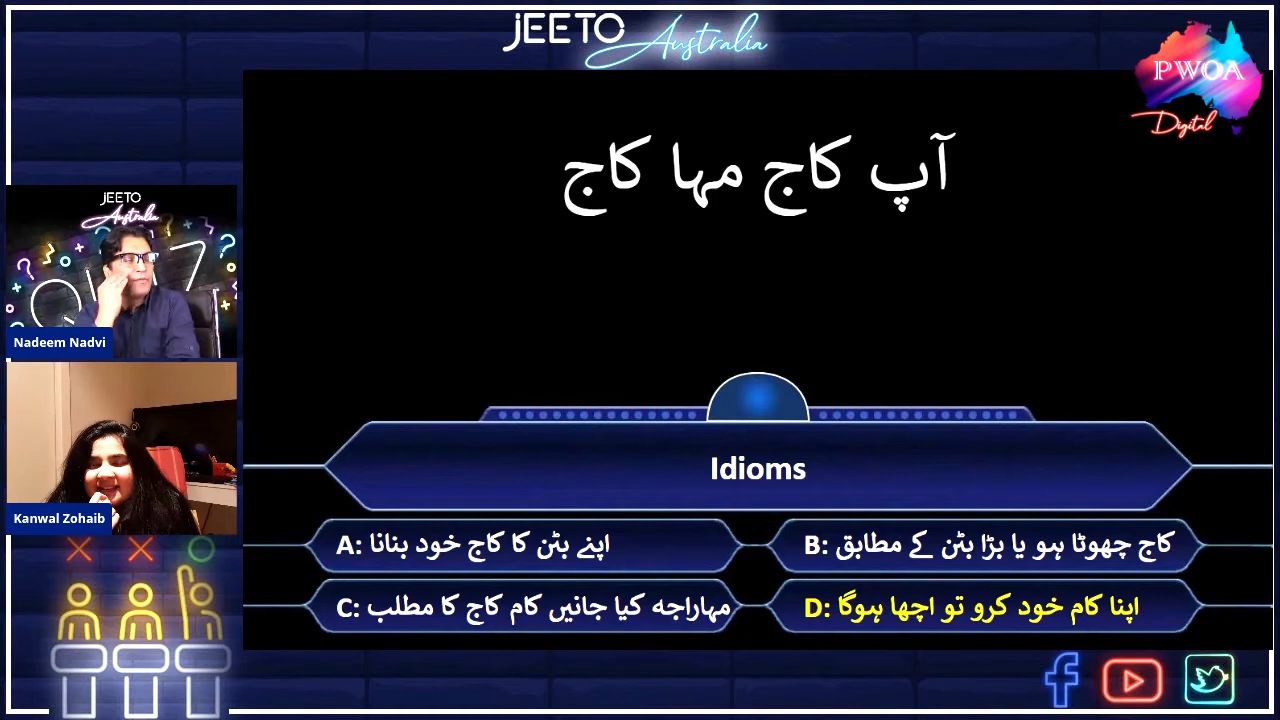 JEETO
Australia
PWOA
Digital
آپ کاج مہا کاج
JEETO
Australia
QUIZ
Nadeem Nadvi
Kanwal Zohaib
Idioms
A: اپنے بٹن کا کاج خود بنانا
B: کاج چھوٹا ہو یا بڑا بٹن کے مطابق
C: مہاراجہ کیا جانیں کام کاج کا مطلب
D: اپنا کام خود کرو تو اچھا ہوگا